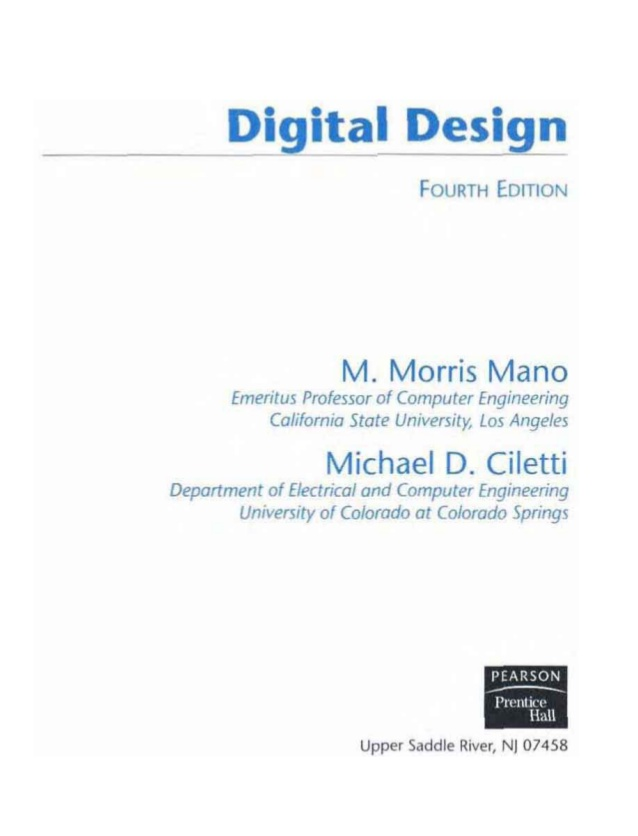 Digital Design
FOURTH EDITION
M. Morris Mano
Emeritus Professor of Computer Engineering
California State University, Los Angeles
Michael D. Ciletti
Department of Electrical and Computer Engineering
University of Colorado at Colorado Springs
PEARSON
Prentice
Hall
Upper Saddle River, NJ 07458